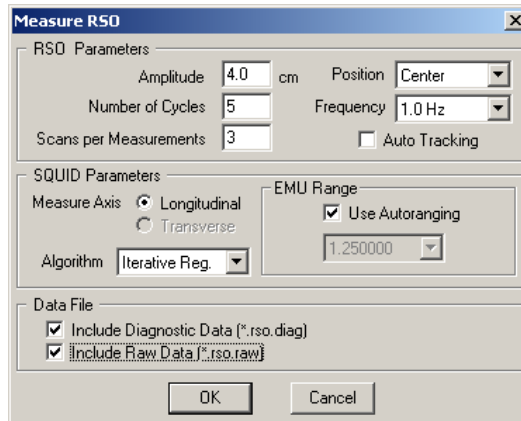 Measure RSO
RSO Parameters
Amplitude 4.0 cm Position Center
Number of Cycles 5 Frequency 1.0 Hz
Scans per Measurements 3 Auto Tracking
SQUID Parameters
Measure Axis Longitudinal
Transverse
Algorithm Iterative Reg.
EMU Range
Use Autoranging
1.250000
Data File
Include Diagnostic Data (*.rso.diag)
Include Raw Data (*.rso.raw)
OK Cancel